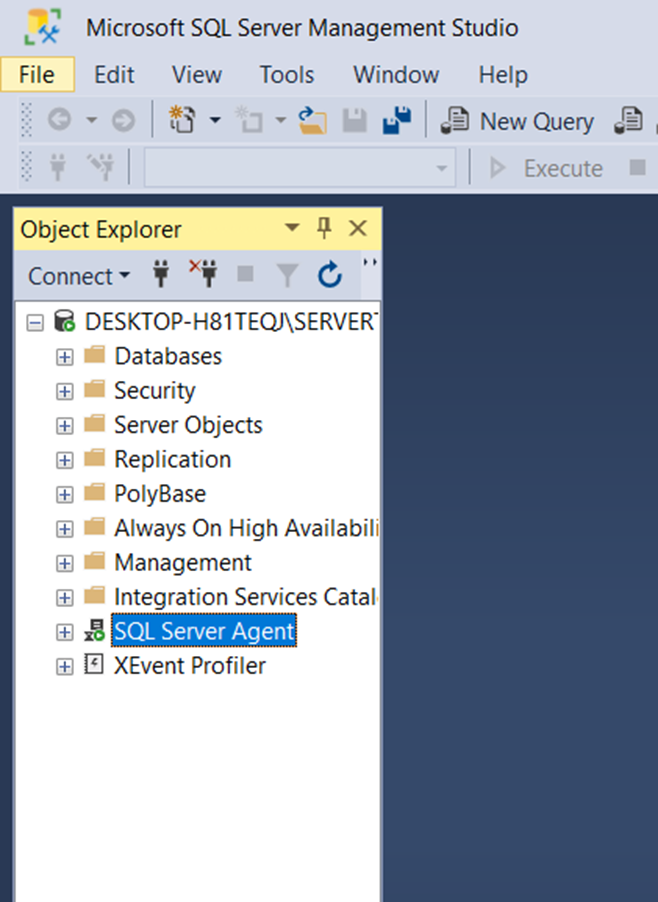 Microsoft SQL Server Management Studio
File Edit View Tools Window Help
New Query
Execute
Object Explorer
Connect
DESKTOP-H81TEQJ\SERVERT
Databases
Security
Server Objects
Replication
PolyBase
Always On High Availabili
Management
Integration Services Catal
SQL Server Agent
XEvent Profiler